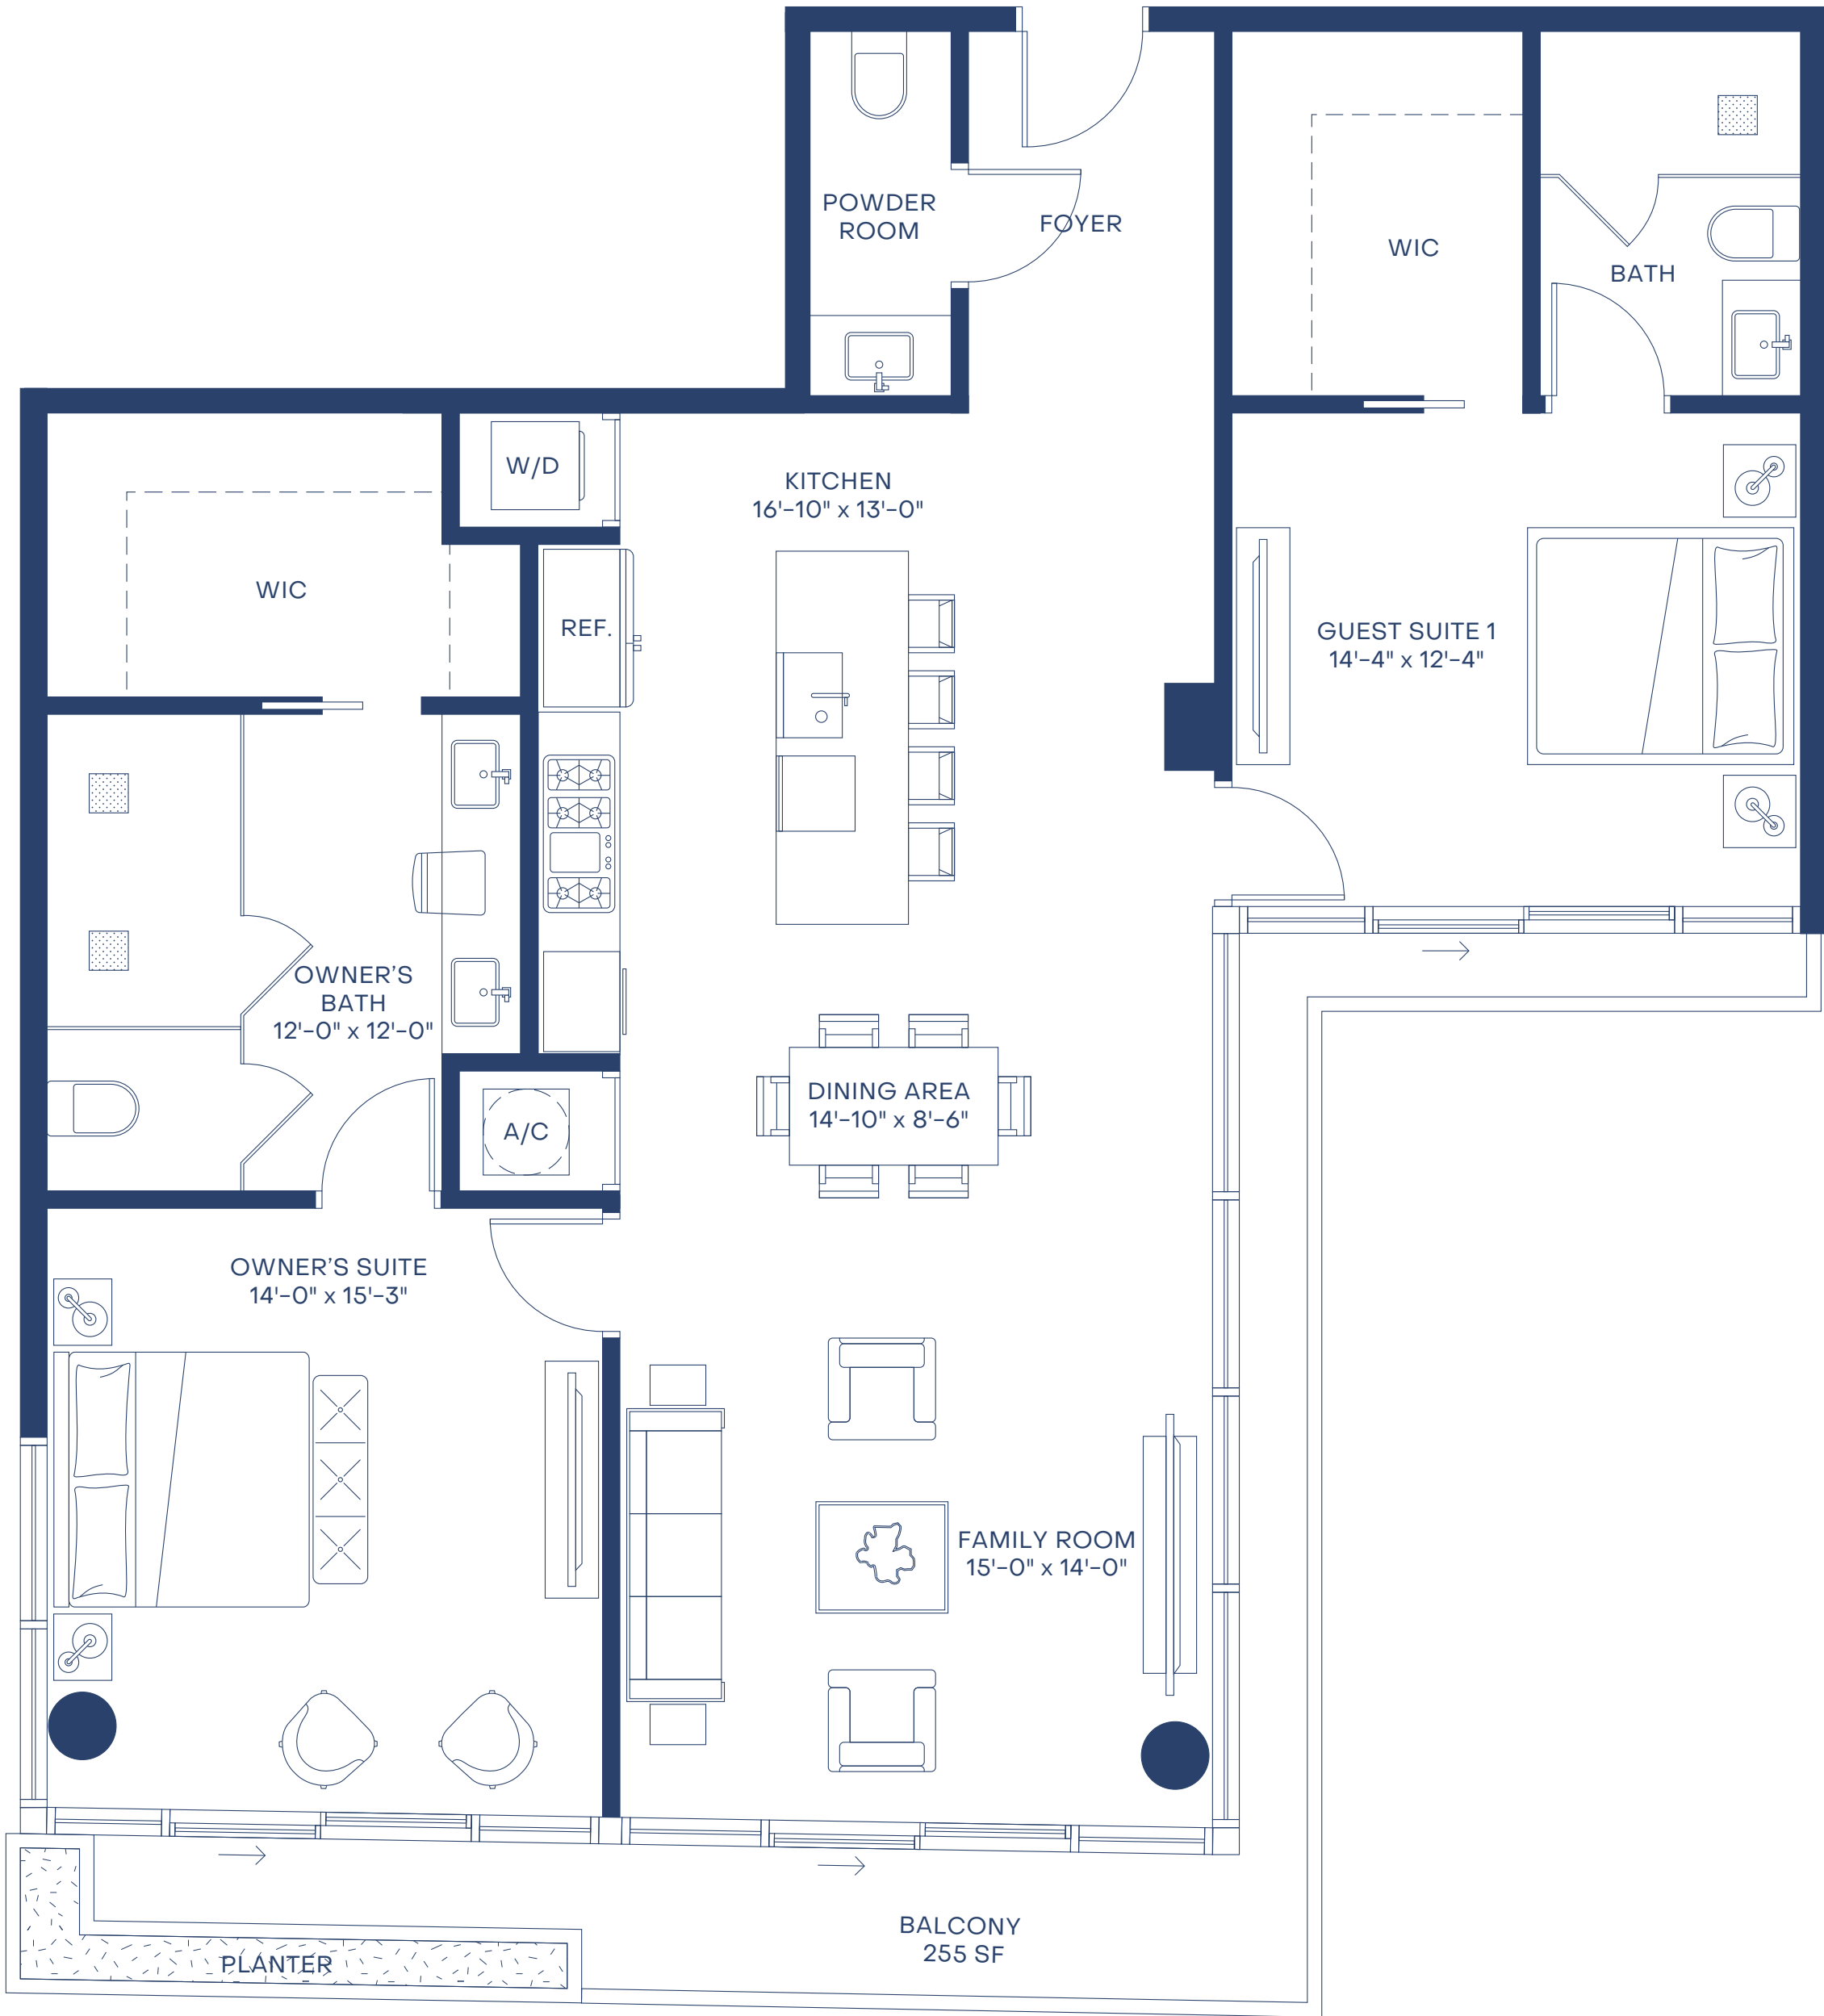 POWDER
ROOM
FOYER
WIC
BATH
W/D
KITCHEN
16'-10" x 13'-0"
WIC
REF.
GUEST SUITE 1
14'-4" x 12'-4"
OWNER'S
BATH
12'-0" x 12'-0"
DINING AREA
14'-10" x 8'-6"
A/C
OWNER'S SUITE
14'-0" x 15'-3"
FAMILY ROOM
15'-0" x 14'-0"
BALCONY
255 SF
PLANTER